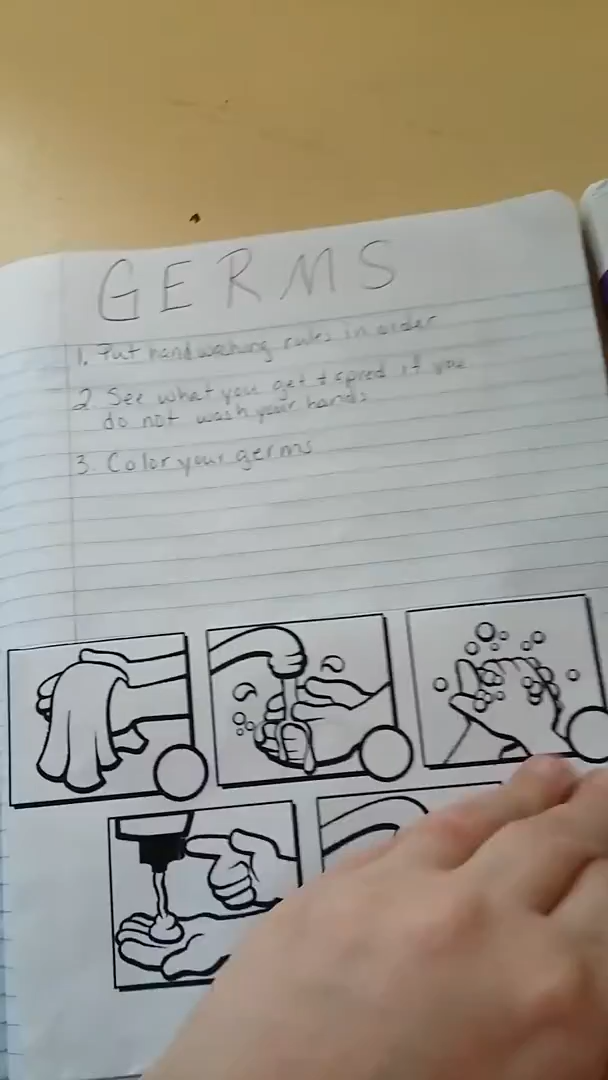 GERMS
1. Put handwashing rules in order
2 See what you get + spred if you
do not wash your hands
3. Color your germs